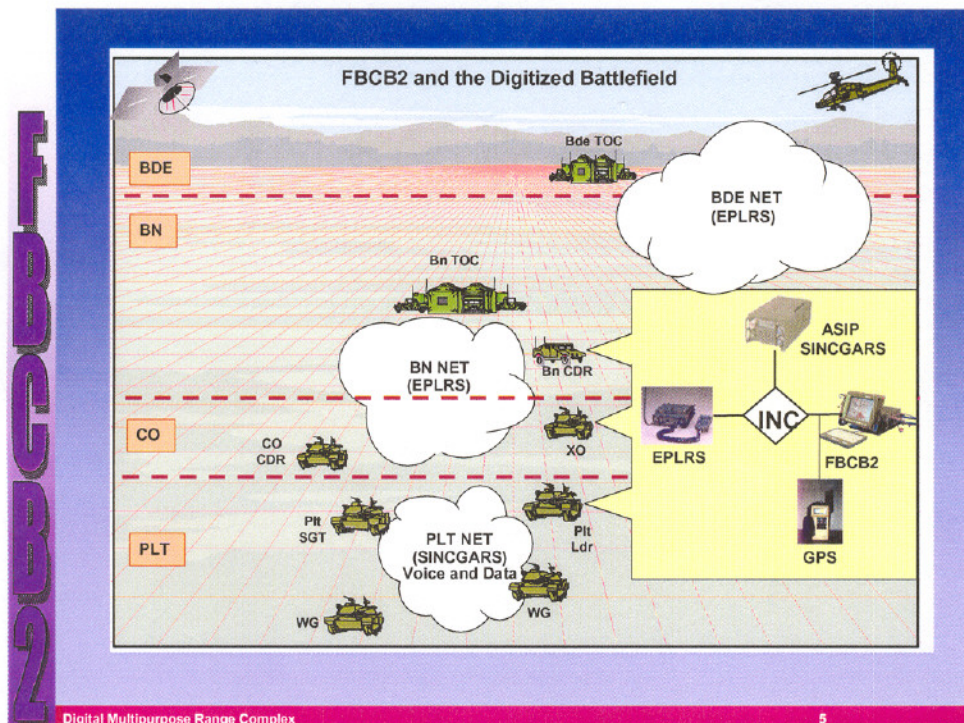 FBCB2
FBCB2 and the Digitized Battlefield
BDE
Bde TOC
BDE NET
(EPLRS)
BN
Bn TOC
BN NET
(EPLRS)
Bn CDR
ASIP
SINCGARS
INC
EPLRS
FBCB2
GPS
CO
CO
CDR
XO
PLT
Plt
SGT
PLT NET
(SINCGARS)
Voice and Data
Plt
Ldr
WG
WG
Digital Multipurpose Range Complex
5